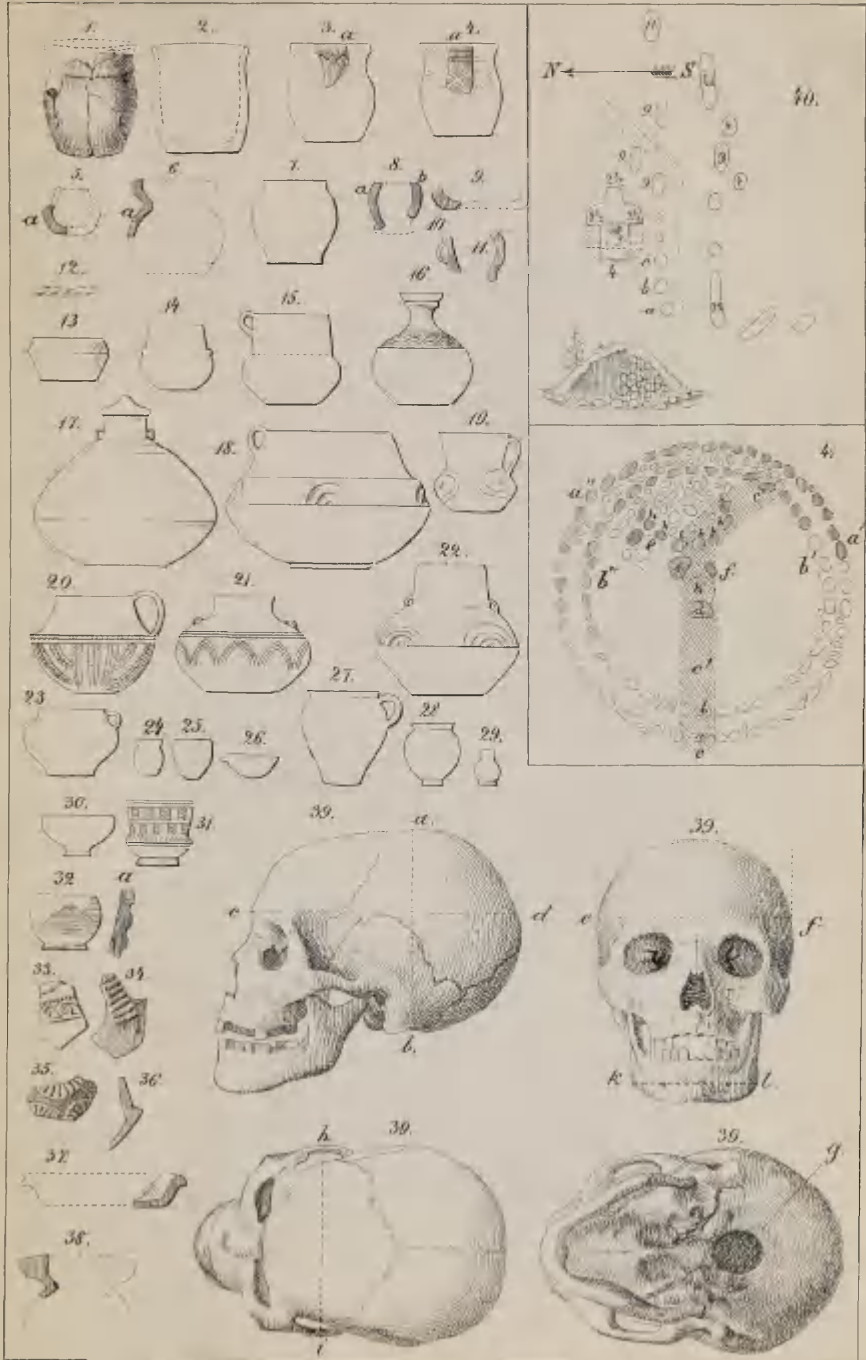 1. 2. 3. a a 4.
5. 6. 7. 8. 9.
a a a b
10. 11.
12.
13 14 15. 16.
17. 18. 19.
20. 21. 22.
23 24 25. 26. 27. 28 29.
30. 31.
32 a
33. 34.
35. 36
37.
38.
N S
40.
a
b
4.
a" a'
b" b'
f
c'
39. a. 39.
c d e f
b.
k l
h 39. 39. g
i